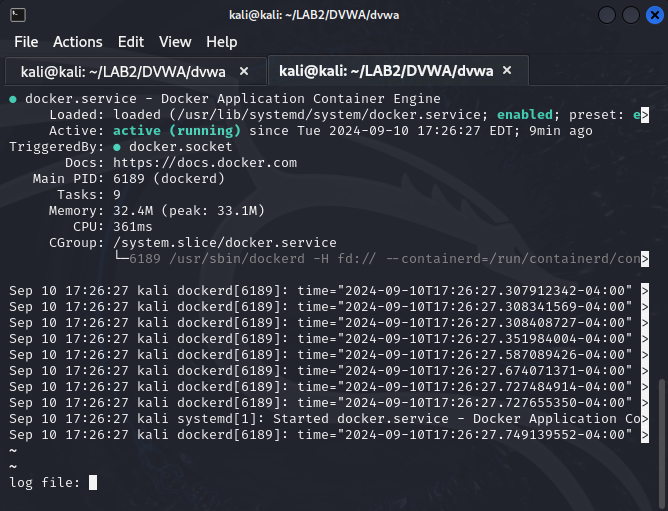 kali@kali: ~/LAB2/DVWA/dvwa
File Actions Edit View Help
kali@kali: ~/LAB2/DVWA/dvwa × kali@kali: ~/LAB2/DVWA/dvwa ×
● docker.service - Docker Application Container Engine
     Loaded: loaded (/usr/lib/systemd/system/docker.service; enabled; preset: e>
     Active: active (running) since Tue 2024-09-10 17:26:27 EDT; 9min ago
TriggeredBy: ● docker.socket
       Docs: https://docs.docker.com
   Main PID: 6189 (dockerd)
      Tasks: 9
     Memory: 32.4M (peak: 33.1M)
        CPU: 361ms
     CGroup: /system.slice/docker.service
             └─6189 /usr/sbin/dockerd -H fd:// --containerd=/run/containerd/con>
Sep 10 17:26:27 kali dockerd[6189]: time="2024-09-10T17:26:27.307912342-04:00" >
Sep 10 17:26:27 kali dockerd[6189]: time="2024-09-10T17:26:27.308341569-04:00" >
Sep 10 17:26:27 kali dockerd[6189]: time="2024-09-10T17:26:27.308408727-04:00" >
Sep 10 17:26:27 kali dockerd[6189]: time="2024-09-10T17:26:27.351984004-04:00" >
Sep 10 17:26:27 kali dockerd[6189]: time="2024-09-10T17:26:27.587089426-04:00" >
Sep 10 17:26:27 kali dockerd[6189]: time="2024-09-10T17:26:27.674071371-04:00" >
Sep 10 17:26:27 kali dockerd[6189]: time="2024-09-10T17:26:27.727484914-04:00" >
Sep 10 17:26:27 kali dockerd[6189]: time="2024-09-10T17:26:27.727655350-04:00" >
Sep 10 17:26:27 kali systemd[1]: Started docker.service - Docker Application Co>
Sep 10 17:26:27 kali dockerd[6189]: time="2024-09-10T17:26:27.749139552-04:00" >
~
~
log file: